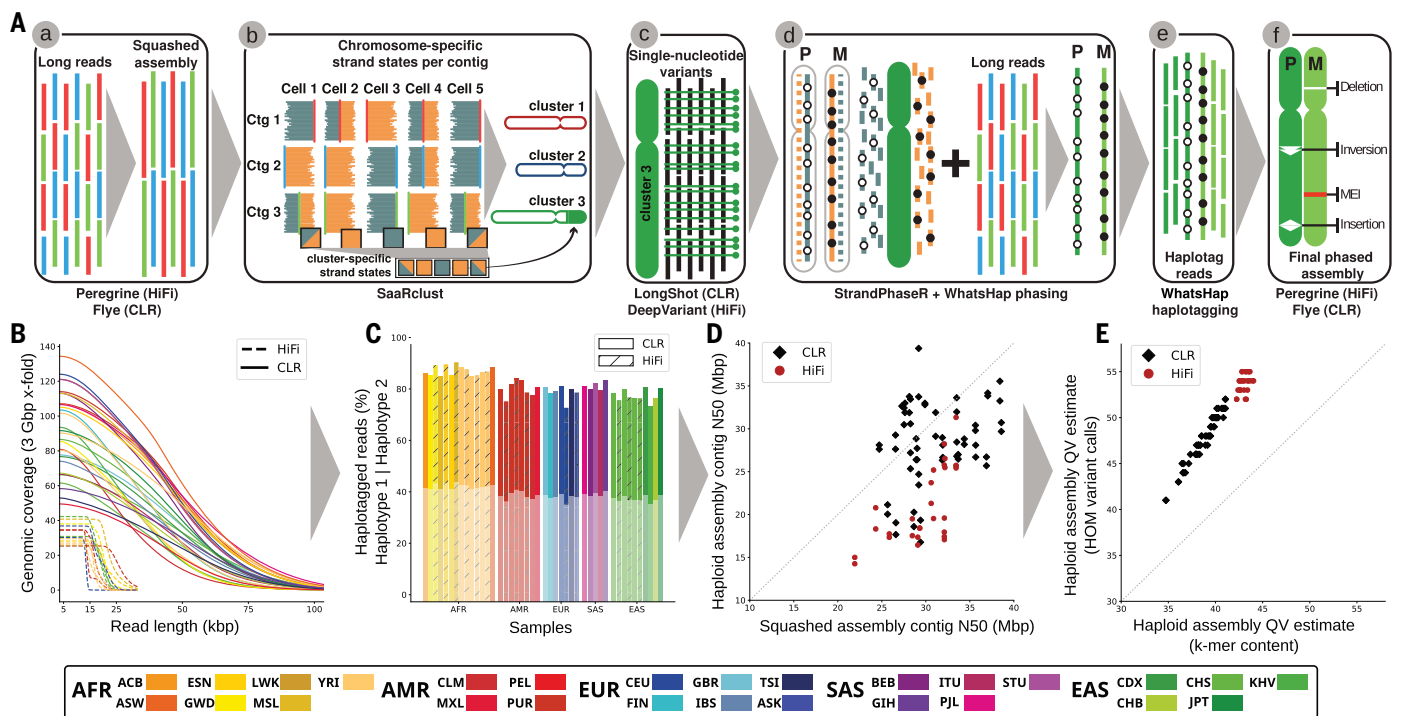 A
a
Long reads
Squashed
assembly
Peregrine (HiFi)
Flye (CLR)
b
Chromosome-specific
strand states per contig
Cell 1 Cell 2 Cell 3 Cell 4 Cell 5
Ctg 1
Ctg 2
Ctg 3
cluster 1
cluster 2
cluster 3
cluster-specific
strand states
SaaRclust
c
Single-nucleotide
variants
cluster 3
LongShot (CLR)
DeepVariant (HiFi)
d
P M
Long reads
P M
StrandPhaseR + WhatsHap phasing
e
Haplotag
reads
WhatsHap
haplotagging
f
P M
Deletion
Inversion
MEI
Insertion
Final phased
assembly
Peregrine (HiFi)
Flye (CLR)
B
Genomic coverage (3 Gbp x-fold)
140
120
100
80
60
40
20
0
HiFi
CLR
5 15 25 50 75 100
Read length (kbp)
C
Haplotagged reads (%)
Haplotype 1 | Haplotype 2
100
80
60
40
20
0
CLR
HiFi
AFR AMR EUR SAS EAS
Samples
D
Haploid assembly contig N50 (Mbp)
40
35
30
25
20
15
10
CLR
HiFi
10 15 20 25 30 35 40
Squashed assembly contig N50 (Mbp)
E
Haploid assembly QV estimate
(HOM variant calls)
55
50
45
40
35
30
CLR
HiFi
30 35 40 45 50 55
Haploid assembly QV estimate
(k-mer content)
AFR
ACB ESN LWK YRI
ASW GWD MSL
AMR
CLM PEL
MXL PUR
EUR
CEU GBR TSI
FIN IBS ASK
SAS
BEB ITU STU
GIH PJL
EAS
CDX CHS KHV
CHB JPT